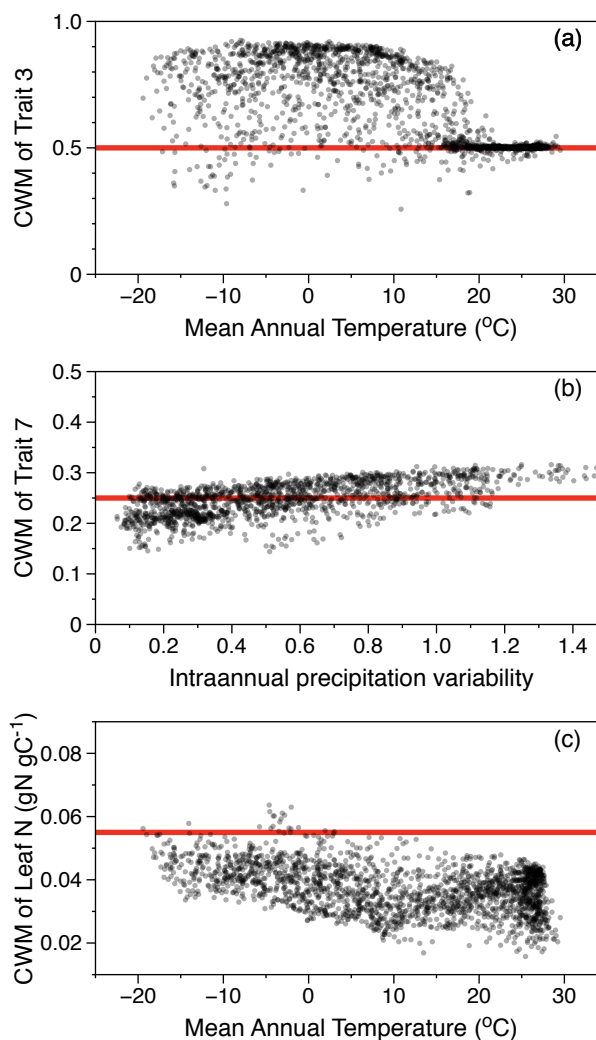 (a)
CWM of Trait 3
1.0
0.5
0
−20 −10 0 10 20 30
Mean Annual Temperature (ºC)
(b)
CWM of Trait 7
0.5
0.4
0.3
0.2
0.1
0
0 0.2 0.4 0.6 0.8 1.0 1.2 1.4
Intraannual precipitation variability
(c)
CWM of Leaf N (gN gC⁻¹)
0.08
0.06
0.04
0.02
−20 −10 0 10 20 30
Mean Annual Temperature (ºC)